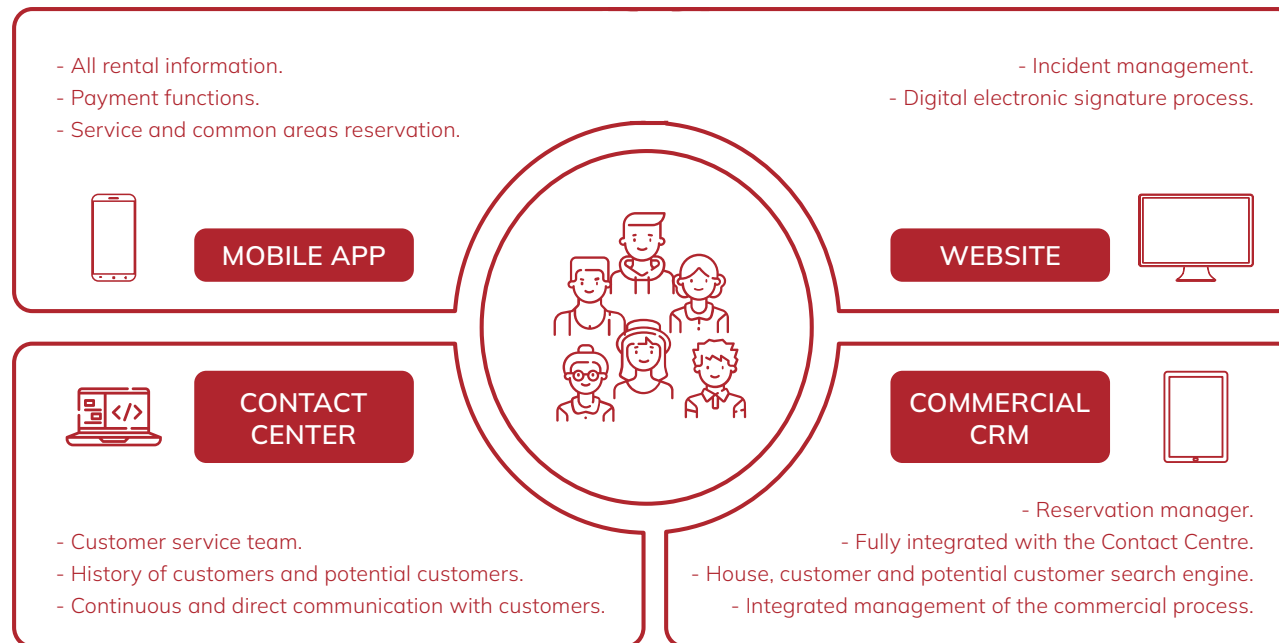 - All rental information.
- Payment functions.
- Service and common areas reservation.
MOBILE APP
- Incident management.
- Digital electronic signature process.
WEBSITE
</>
CONTACT
CENTER
- Customer service team.
- History of customers and potential customers.
- Continuous and direct communication with customers.
COMMERCIAL
CRM
- Reservation manager.
- Fully integrated with the Contact Centre.
- House, customer and potential customer search engine.
- Integrated management of the commercial process.